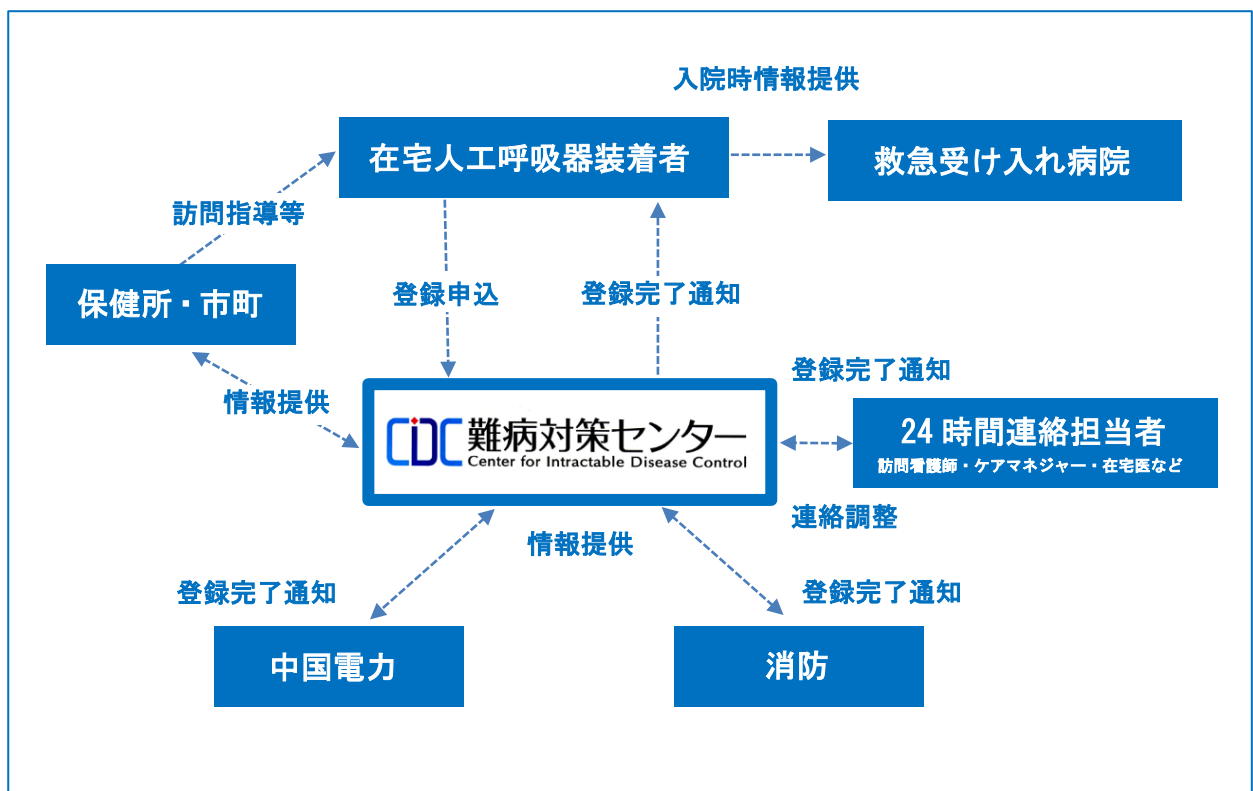 入院時情報提供
在宅人工呼吸器装着者
救急受け入れ病院
訪問指導等
保健所・市町
登録申込
登録完了通知
登録完了通知
情報提供
CIDC 難病対策センター
Center for Intractable Disease Control
24時間連絡担当者
訪問看護師・ケアマネジャー・在宅医など
連絡調整
情報提供
登録完了通知
登録完了通知
中国電力
消防